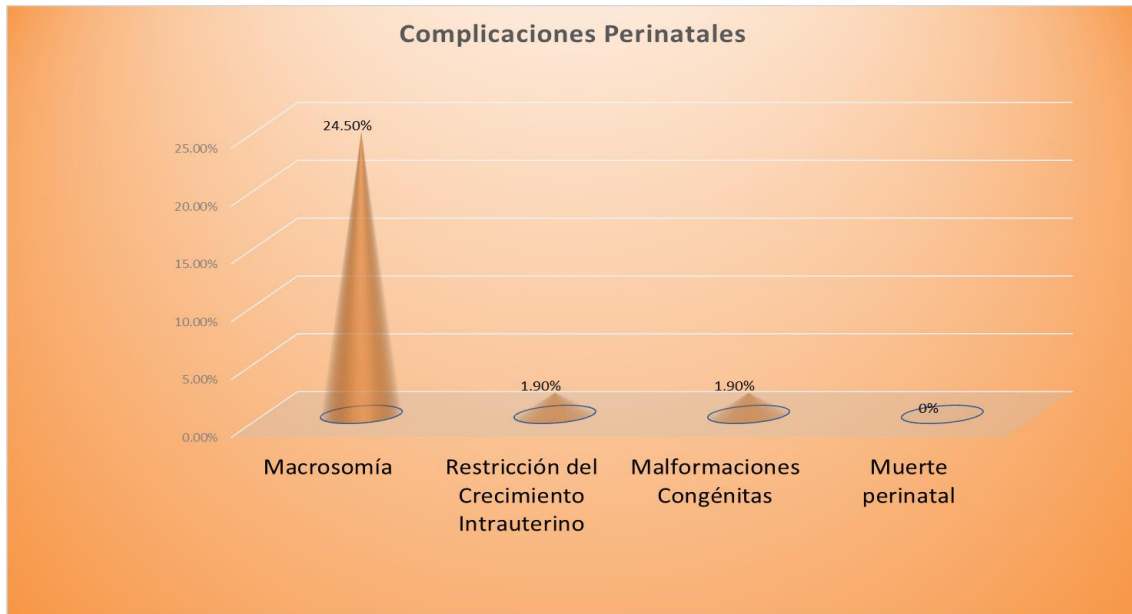 Complicaciones Perinatales
24.50%
25.00%
20.00%
15.00%
10.00%
5.00%
1.90%
1.90%
0%
0.00%
Macrosomía
Restricción del
Crecimiento
Intrauterino
Malformaciones
Congénitas
Muerte
perinatal